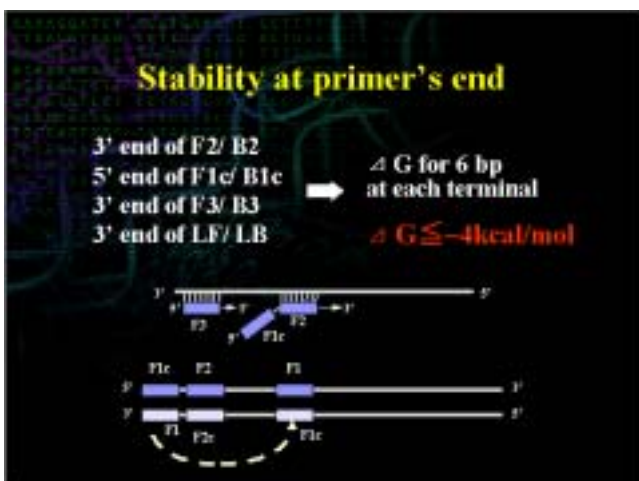 Stability at primer's end
3' end of F2/ B2
5' end of F1c/ B1c
3' end of F3/ B3
3' end of LF/ LB
⊿ G for 6 bp
at each terminal
⊿ G≦−4kcal/mol
3' 5'
5' 3' 3'
F3 F2
5' F1c
F1c F2 F1
5' 3'
3' 5'
F1 F2c F1c